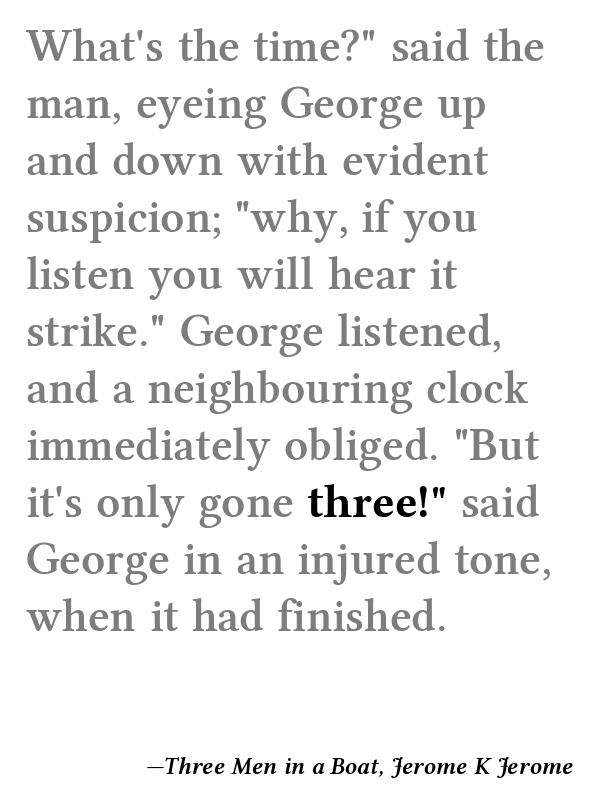 What's the time?" said the
man, eyeing George up
and down with evident
suspicion; "why, if you
listen you will hear it
strike." George listened,
and a neighbouring clock
immediately obliged. "But
it's only gone three!" said
George in an injured tone,
when it had finished.
—Three Men in a Boat, Jerome K Jerome